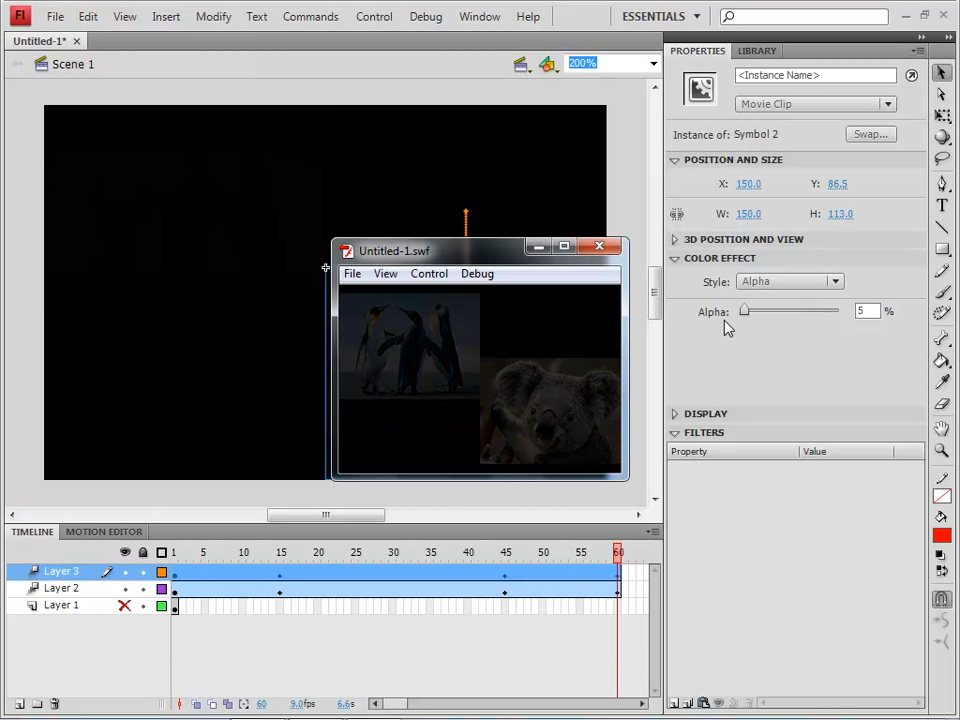 Fl File Edit View Insert Modify Text Commands Control Debug Window Help ESSENTIALS
Untitled-1*
Scene 1 200%
PROPERTIES LIBRARY
<Instance Name>
Movie Clip
Instance of: Symbol 2 Swap...
POSITION AND SIZE
X: 150.0 Y: 86.5
W: 150.0 H: 113.0
3D POSITION AND VIEW
COLOR EFFECT
Style: Alpha
Alpha: 5 %
DISPLAY
FILTERS
Property Value
Untitled-1.swf
File View Control Debug
TIMELINE MOTION EDITOR
1 5 10 15 20 25 30 35 40 45 50 55 60
Layer 3
Layer 2
Layer 1
60 9.0fps 6.6s